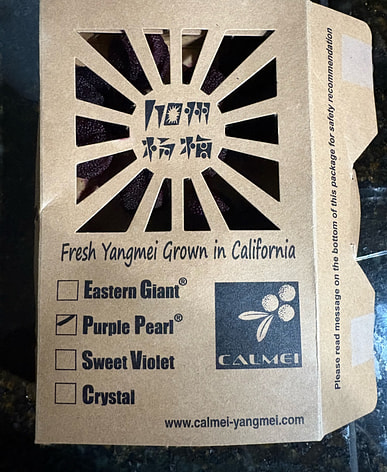 加州
杨梅
Fresh Yangmei Grown in California
Eastern Giant®
Purple Pearl®
Sweet Violet
Crystal
CALMEI
www.calmei-yangmei.com
Please read message on the bottom of this package for safety recommendation